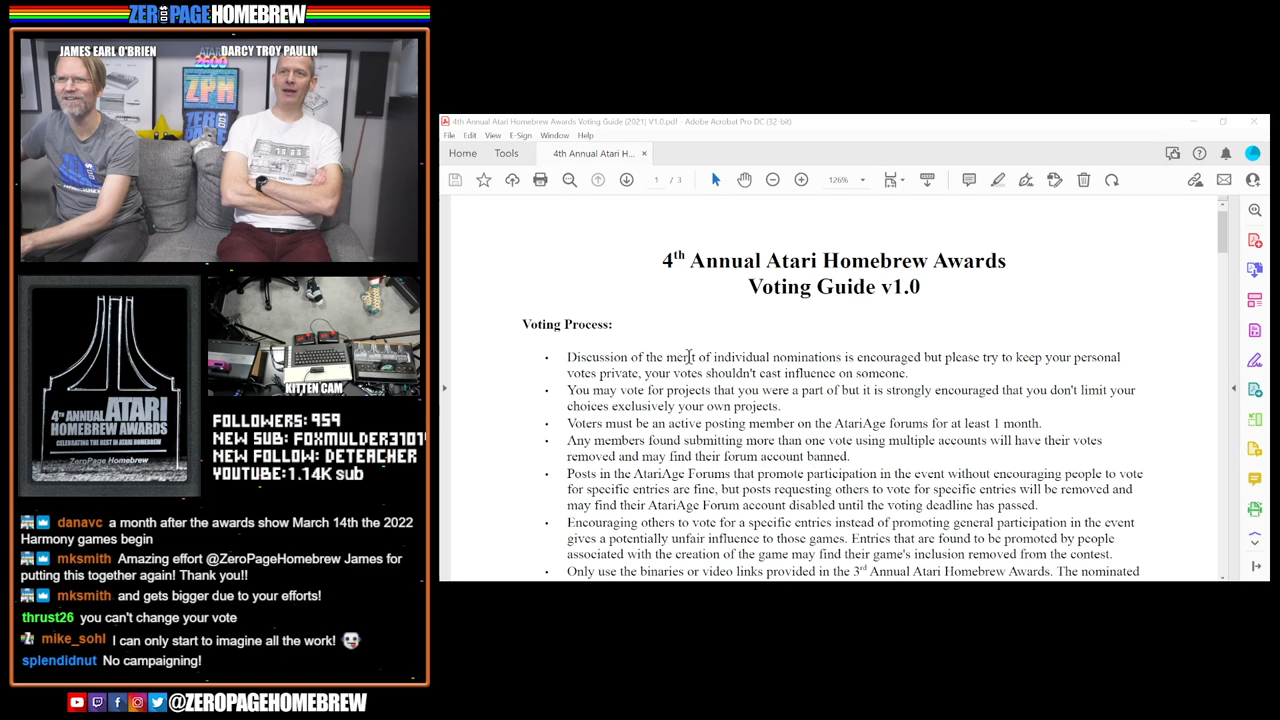 ZEROPAGE HOMEBREW
JAMES EARL O'BRIEN
DARCY TROY PAULIN
ATARI
2600
ZPH
4TH ANNUAL ATARI
HOMEBREW AWARDS
CELEBRATING THE BEST IN ATARI HOMEBREW
ZeroPage Homebrew
KITTEN CAM
FOLLOWERS: 959
NEW SUB: FOXMULDER3101
NEW FOLLOW: DETEACHER
YOUTUBE:1.14K sub
danavc a month after the awards show March 14th the 2022
Harmony games begin
mksmith Amazing effort @ZeroPageHomebrew James for
putting this together again! Thank you!!
mksmith and gets bigger due to your efforts!
thrust26 you can't change your vote
mike_sohl I can only start to imagine all the work!
splendidnut No campaigning!
@ZEROPAGEHOMEBREW
4th Annual Atari Homebrew Awards Voting Guide (2021) V1.0.pdf - Adobe Acrobat Pro DC (32-bit)
File Edit View E-Sign Window Help
Home Tools 4th Annual Atari H... ×
1 / 3 126%
4th Annual Atari Homebrew Awards
Voting Guide v1.0
Voting Process:
• Discussion of the merit of individual nominations is encouraged but please try to keep your personal
votes private, your votes shouldn't cast influence on someone.
• You may vote for projects that you were a part of but it is strongly encouraged that you don't limit your
choices exclusively your own projects.
• Voters must be an active posting member on the AtariAge forums for at least 1 month.
• Any members found submitting more than one vote using multiple accounts will have their votes
removed and may find their forum account banned.
• Posts in the AtariAge Forums that promote participation in the event without encouraging people to vote
for specific entries are fine, but posts requesting others to vote for specific entries will be removed and
may find their AtariAge Forum account disabled until the voting deadline has passed.
• Encouraging others to vote for a specific entries instead of promoting general participation in the event
gives a potentially unfair influence to those games. Entries that are found to be promoted by people
associated with the creation of the game may find their game's inclusion removed from the contest.
• Only use the binaries or video links provided in the 3rd Annual Atari Homebrew Awards. The nominated